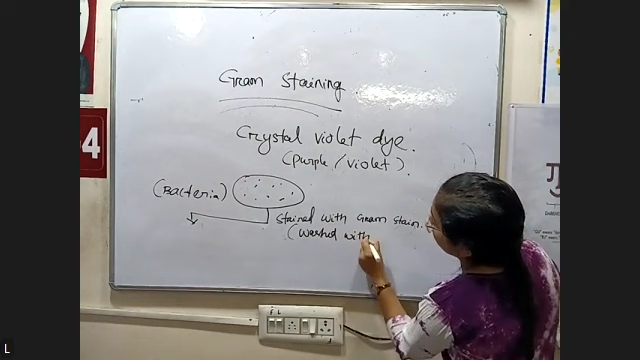 Gram Staining
Crystal violet dye.
(purple / violet).
(Bacteria)
stained with Gram stain.
(washed with
4
गु
F L
L